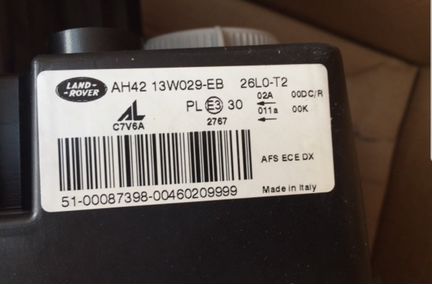 LAND-
ROVER
AH42 13W029-EB 26L0-T2
AL
C7V6A
PL E3 30
2767
02A 00DC/R
011a 00K
AFS ECE DX
Made in Italy
51-00087398-00460209999